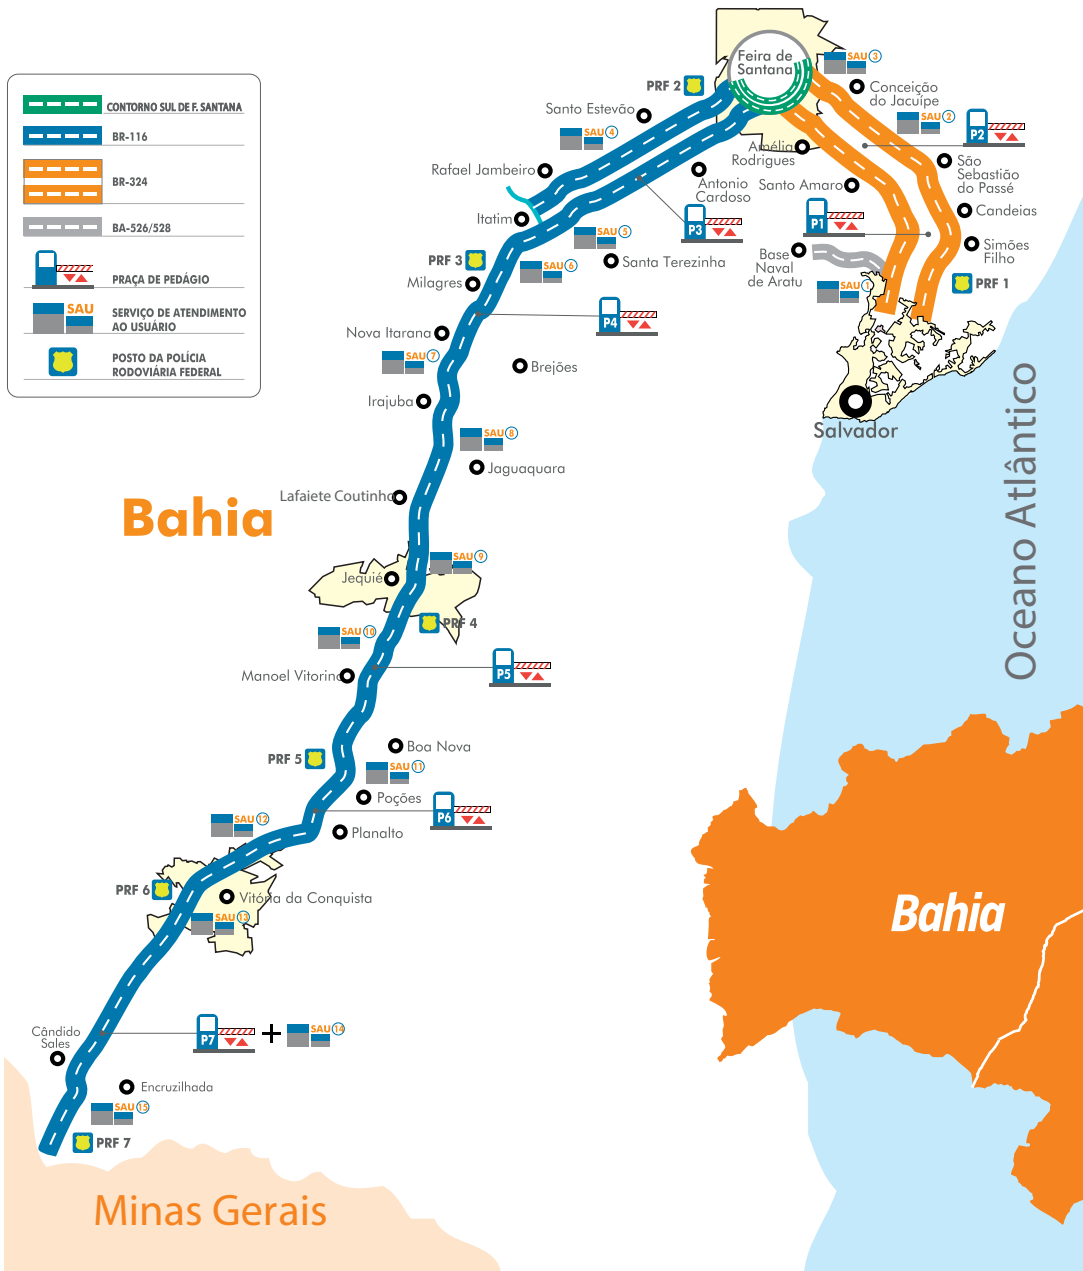 CONTORNO SUL DE F. SANTANA
BR-116
BR-324
BA-526/528
PRAÇA DE PEDÁGIO
SAU
SERVIÇO DE ATENDIMENTO
AO USUÁRIO
POSTO DA POLÍCIA
RODOVIÁRIA FEDERAL
Feira de
Santana
SAU 3
PRF 2
Conceição
do Jacuípe
Santo Estevão
SAU 2
P2
SAU 4
Amélia
Rodrigues
São
Sebastião
do Passé
Rafael Jambeiro
Antonio
Cardoso
Santo Amaro
Candeias
Itatim
P3
P1
SAU 5
Simões
Filho
PRF 3
SAU 6
Santa Terezinha
Base
Naval
de Aratu
Milagres
SAU 1
PRF 1
P4
Nova Itarana
SAU 7
Brejões
Irajuba
Salvador
SAU 8
Jaguaquara
Oceano Atlântico
Lafaiete Coutinho
Bahia
SAU 9
Jequié
PRF 4
SAU 10
Manoel Vitorino
P5
PRF 5
Boa Nova
SAU 11
Poções
P6
SAU 12
Planalto
PRF 6
Vitória da Conquista
SAU 13
Bahia
P7
SAU 14
Cândido
Sales
Encruzilhada
SAU 15
PRF 7
Minas Gerais